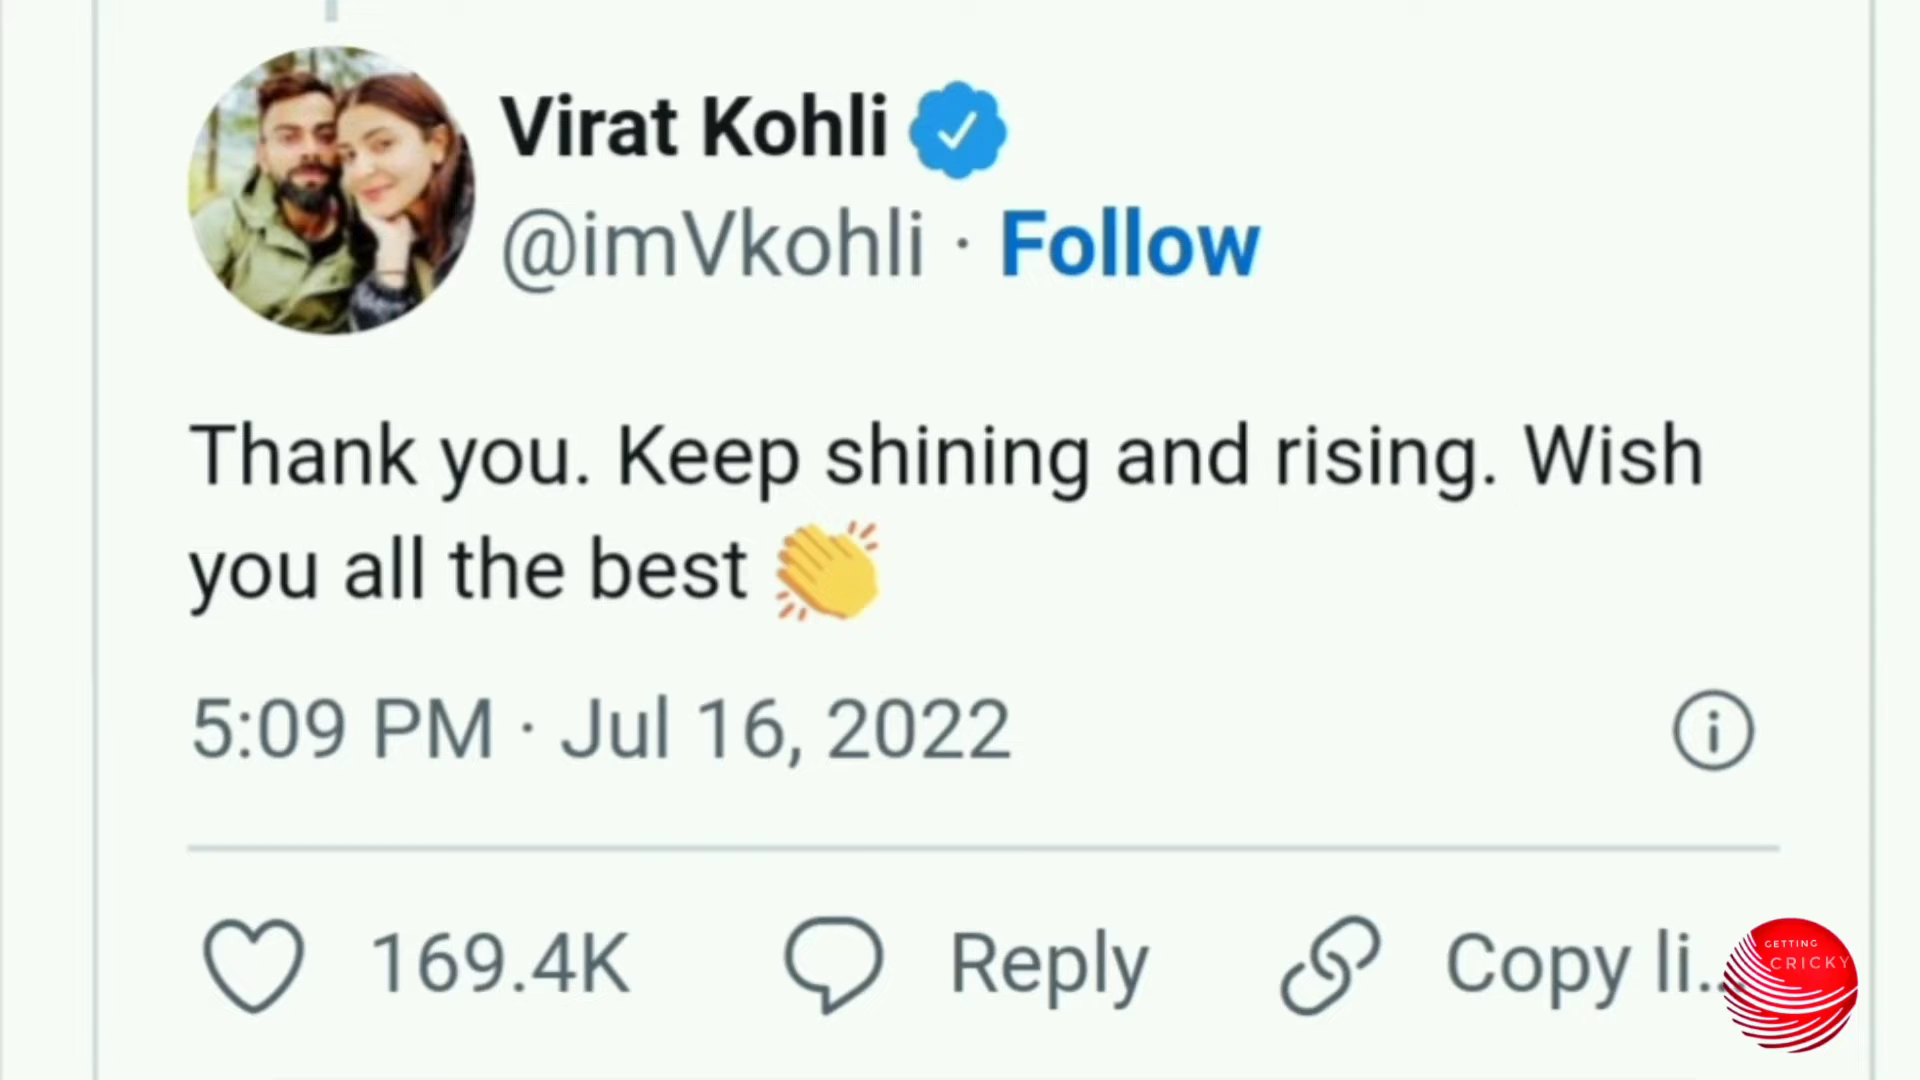 Virat Kohli
@imVkohli · Follow
Thank you. Keep shining and rising. Wish
you all the best 👏
5:09 PM · Jul 16, 2022
169.4K Reply Copy li...
GETTING
CRICKY